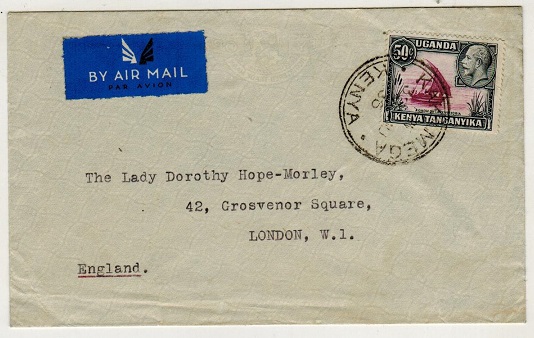 BY AIR MAIL
PAR AVION
50c
UGANDA
KENYA TANGANYIKA
MEGA
KENYA
The Lady Dorothy Hope-Morley,
42, Grosvenor Square,
LONDON, W.1.
England.